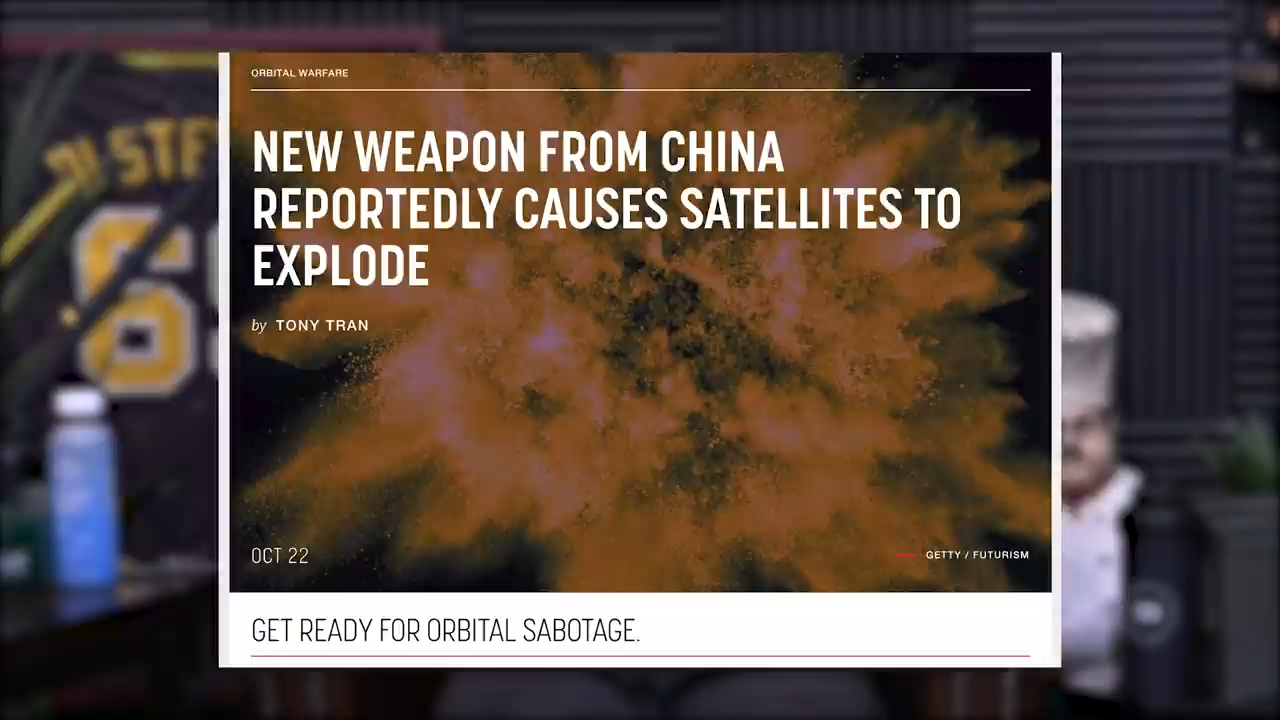 ORBITAL WARFARE
NEW WEAPON FROM CHINA
REPORTEDLY CAUSES SATELLITES TO
EXPLODE
by TONY TRAN
OCT 22
GETTY / FUTURISM
GET READY FOR ORBITAL SABOTAGE.